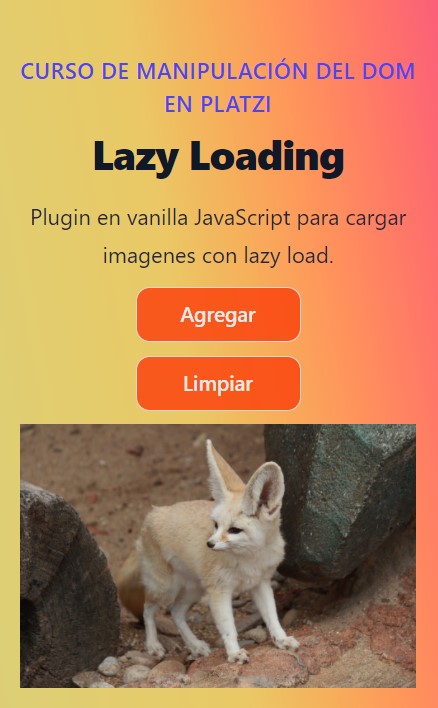 CURSO DE MANIPULACIÓN DEL DOM
EN PLATZI
Lazy Loading
Plugin en vanilla JavaScript para cargar
imagenes con lazy load.
Agregar
Limpiar